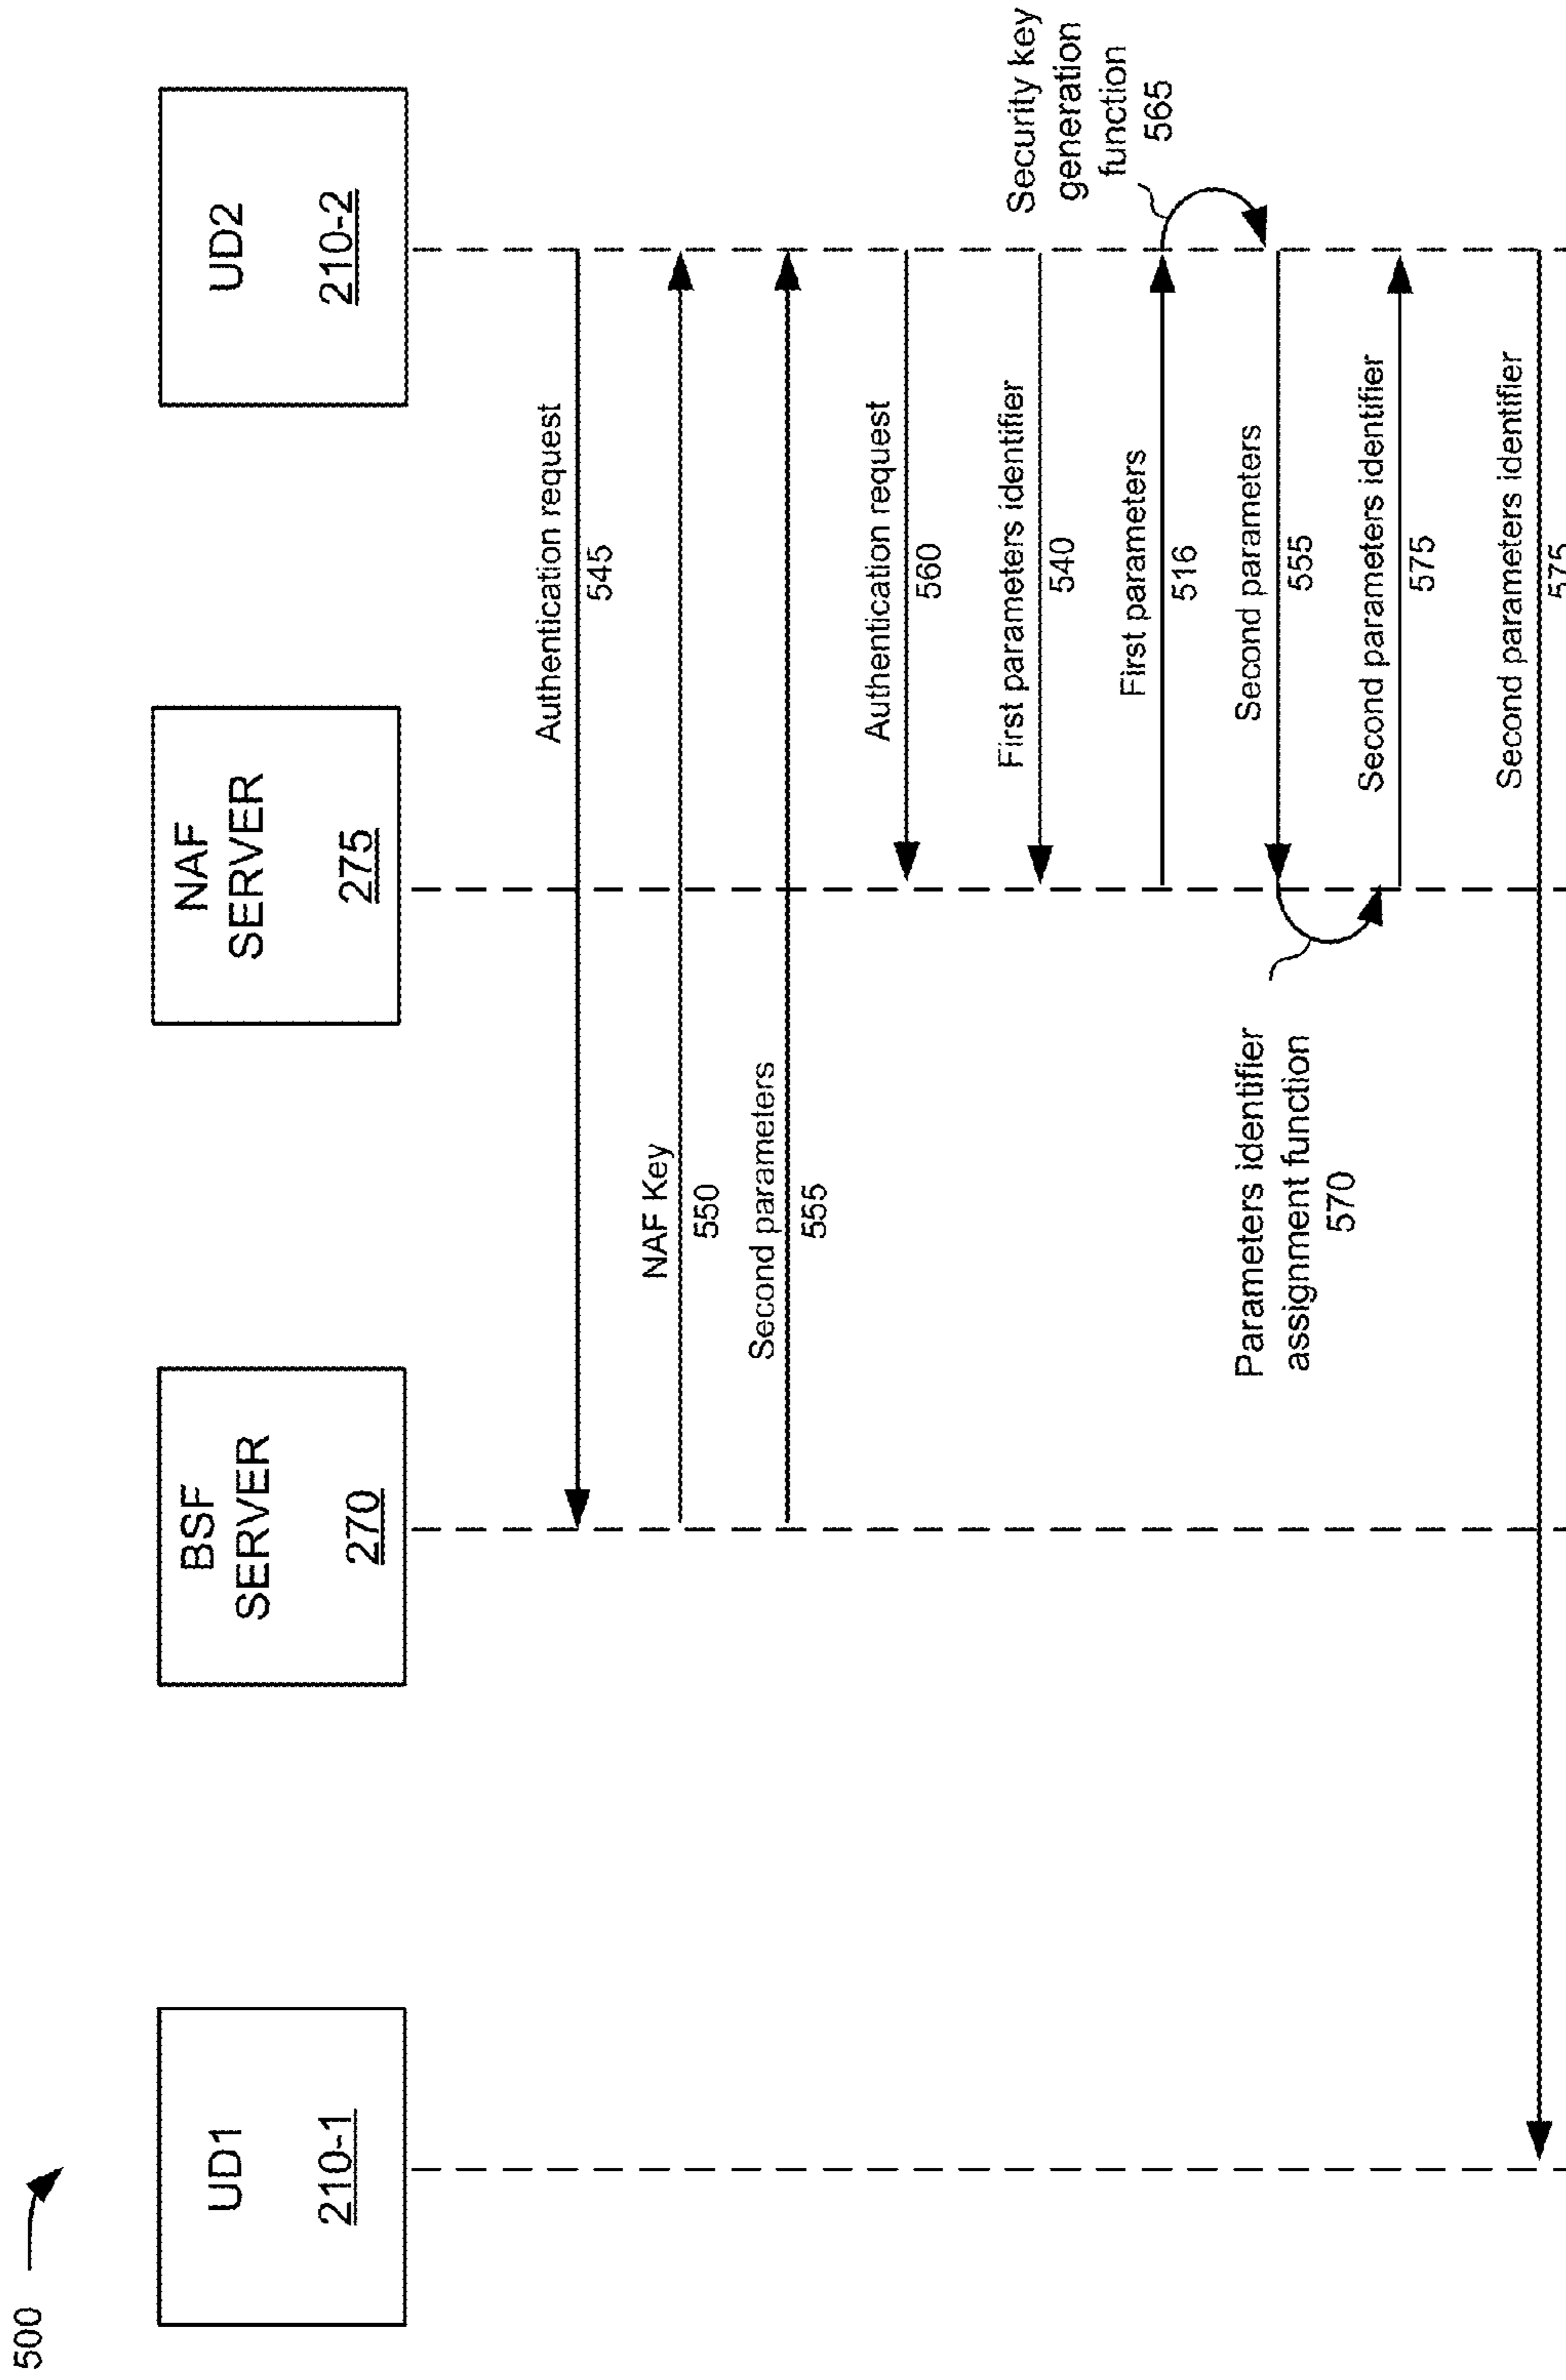 500
UD1
210-1
BSF
SERVER
270
NAF
SERVER
275
UD2
210-2
Authentication request
545
NAF Key
550
Second parameters
555
Authentication request
560
First parameters identifier
540
First parameters
516
Security key
generation
function
565
Second parameters
555
Parameters identifier
assignment function
570
Second parameters identifier
575
Second parameters identifier
575